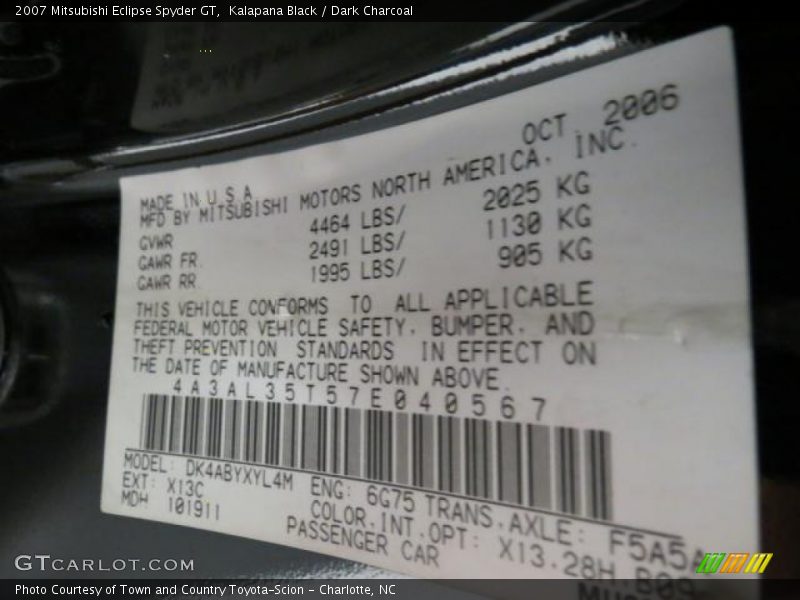 2007 Mitsubishi Eclipse Spyder GT, Kalapana Black / Dark Charcoal
OCT 2006
MADE IN U.S.A.
MFD BY MITSUBISHI MOTORS NORTH AMERICA, INC.
GVWR 4464 LBS/ 2025 KG
GAWR FR. 2491 LBS/ 1130 KG
GAWR RR 1995 LBS/ 905 KG
THIS VEHICLE CONFORMS TO ALL APPLICABLE
FEDERAL MOTOR VEHICLE SAFETY, BUMPER, AND
THEFT PREVENTION STANDARDS IN EFFECT ON
THE DATE OF MANUFACTURE SHOWN ABOVE.
4A3AL35T57E040567
MODEL: DK4ABYXYL4M ENG: 6G75 TRANS.AXLE: F5A5A
EXT: X13C COLOR.INT.OPT: X13.28H B09
MDH 101911 PASSENGER CAR
GTCARLOT.COM
Photo Courtesy of Town and Country Toyota-Scion - Charlotte, NC